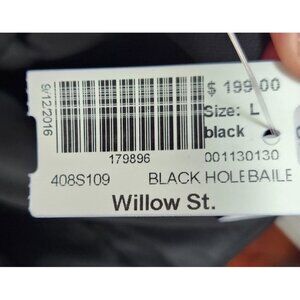 9/12/2016
$ 199.00
Size: L
black
179896
001130130
408S109
BLACK HOLEBAILE
Willow St.